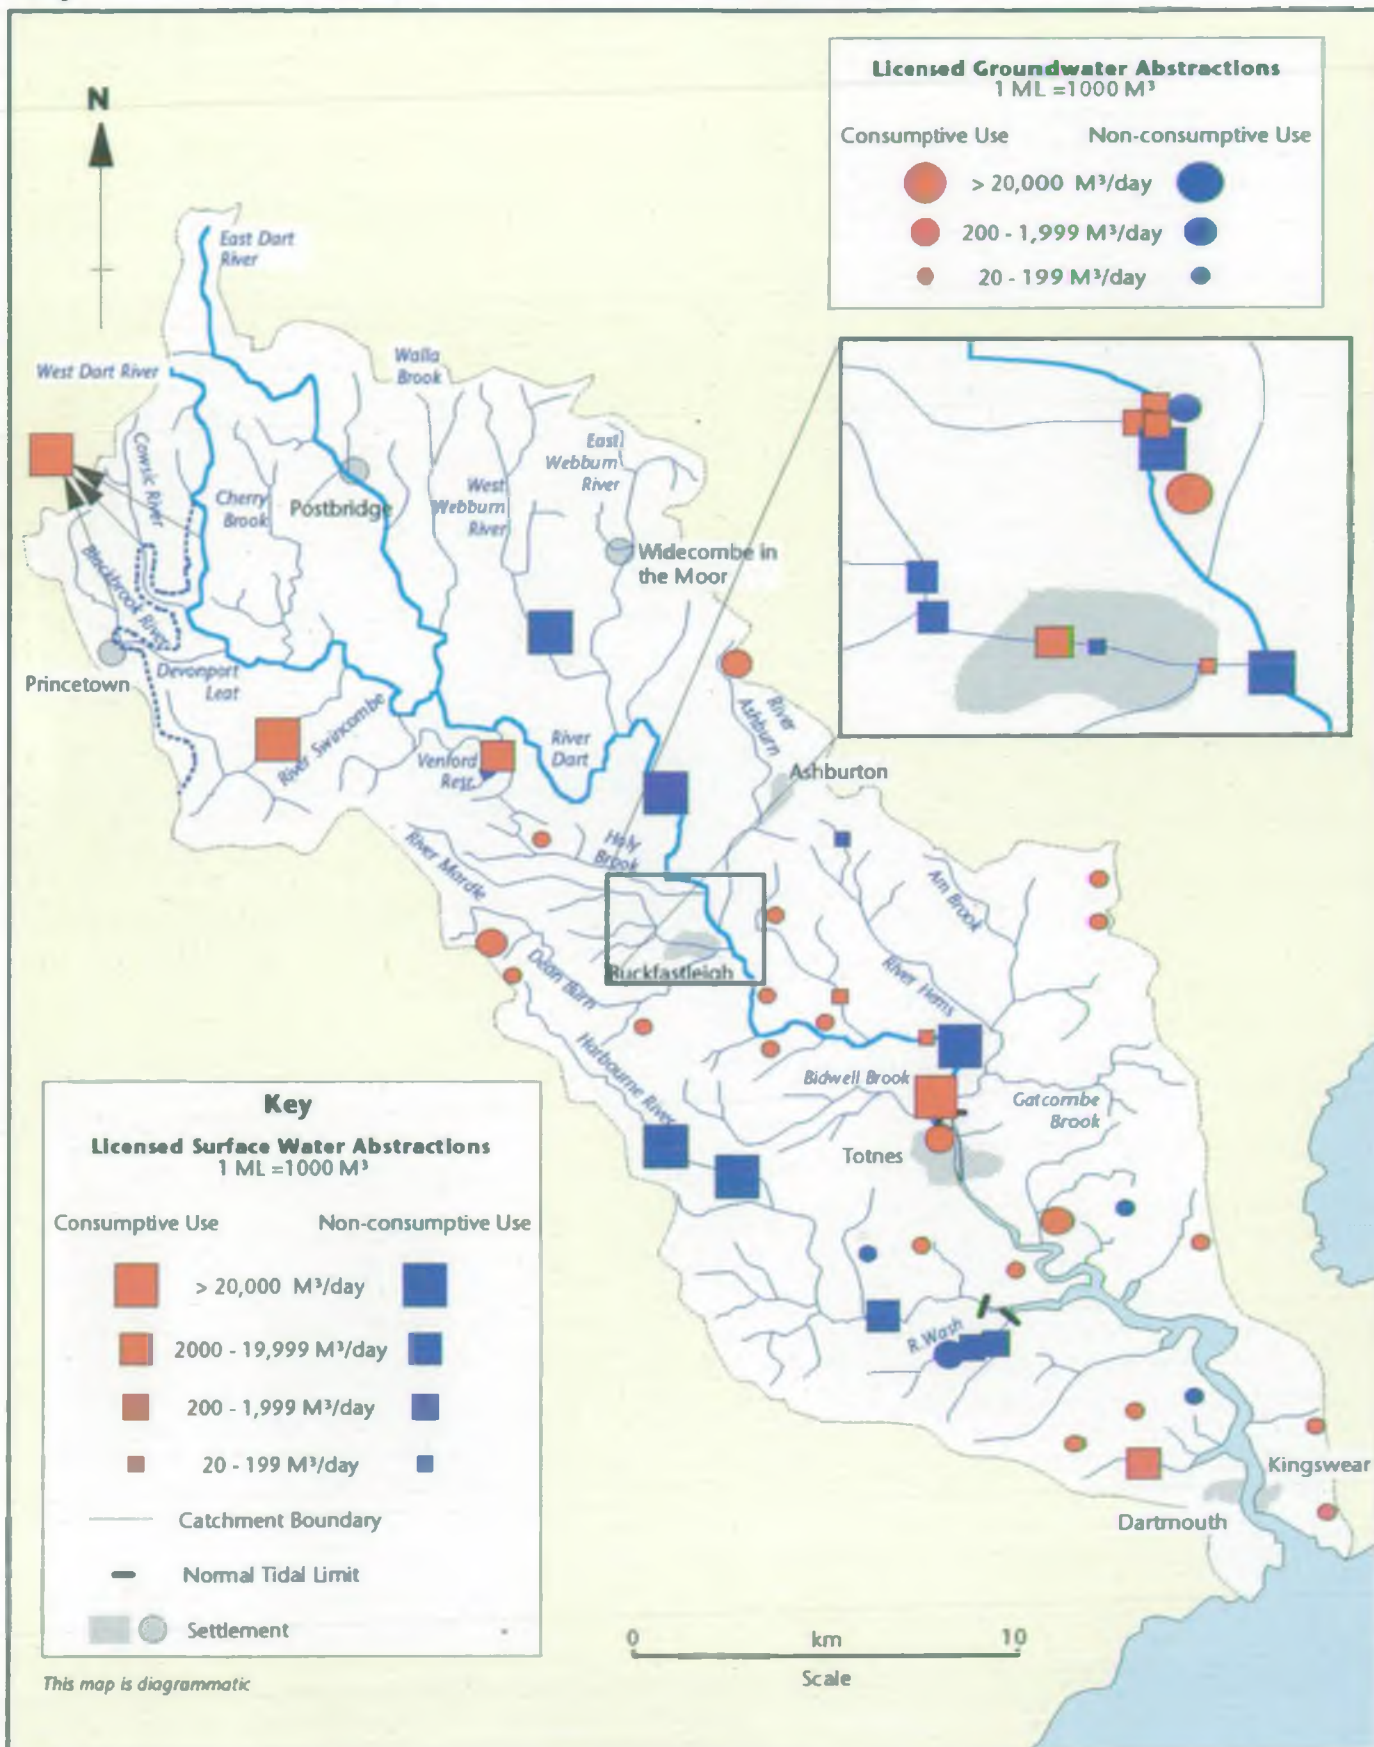 Licensed Groundwater Abstractions
1 ML =1000 M³
Consumptive Use Non-consumptive Use
> 20,000 M³/day
200 - 1,999 M³/day
20 - 199 M³/day
N
East Dart
River
West Dart River
Walla
Brook
Cowsic River
Cherry
Brook
Postbridge
West
Webburn
River
East
Webburn
River
Widecombe in
the Moor
Blackbrook River
Princetown
Devonport
Leat
River Swincombe
Venford
Resr.
River
Dart
River
Ashburn
Ashburton
Holy
Brook
River Mardle
Am Brook
Dean Burn
Buckfastleigh
River Hems
Harbourne River
Bidwell Brook
Gatcombe
Brook
Totnes
R.Wash
Kingswear
Dartmouth
Key
Licensed Surface Water Abstractions
1 ML =1000 M³
Consumptive Use Non-consumptive Use
> 20,000 M³/day
2000 - 19,999 M³/day
200 - 1,999 M³/day
20 - 199 M³/day
Catchment Boundary
Normal Tidal Limit
Settlement
0 km 10
Scale
This map is diagrammatic